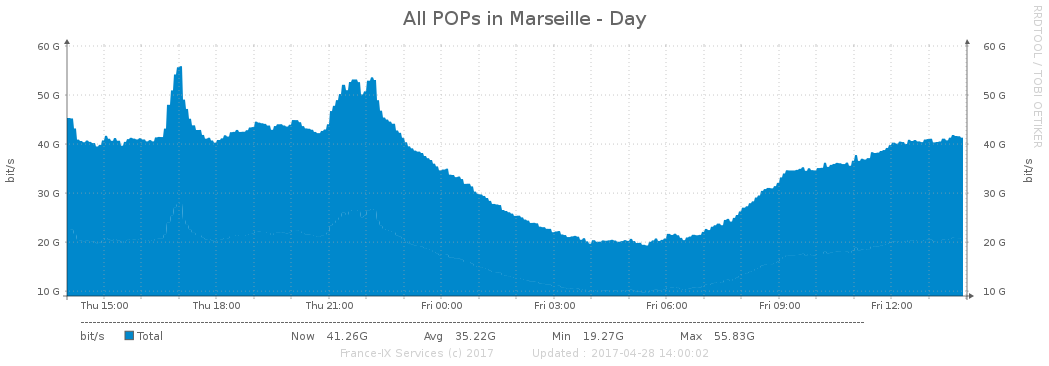 All POPs in Marseille - Day
RRDTOOL / TOBI OETIKER
60 G 60 G
50 G 50 G
40 G 40 G
30 G 30 G
20 G 20 G
10 G 10 G
bit/s
bit/s
Thu 15:00 Thu 18:00 Thu 21:00 Fri 00:00 Fri 03:00 Fri 06:00 Fri 09:00 Fri 12:00
bit/s Total Now 41.26G Avg 35.22G Min 19.27G Max 55.83G
France-IX Services (c) 2017 Updated : 2017-04-28 14:00:02